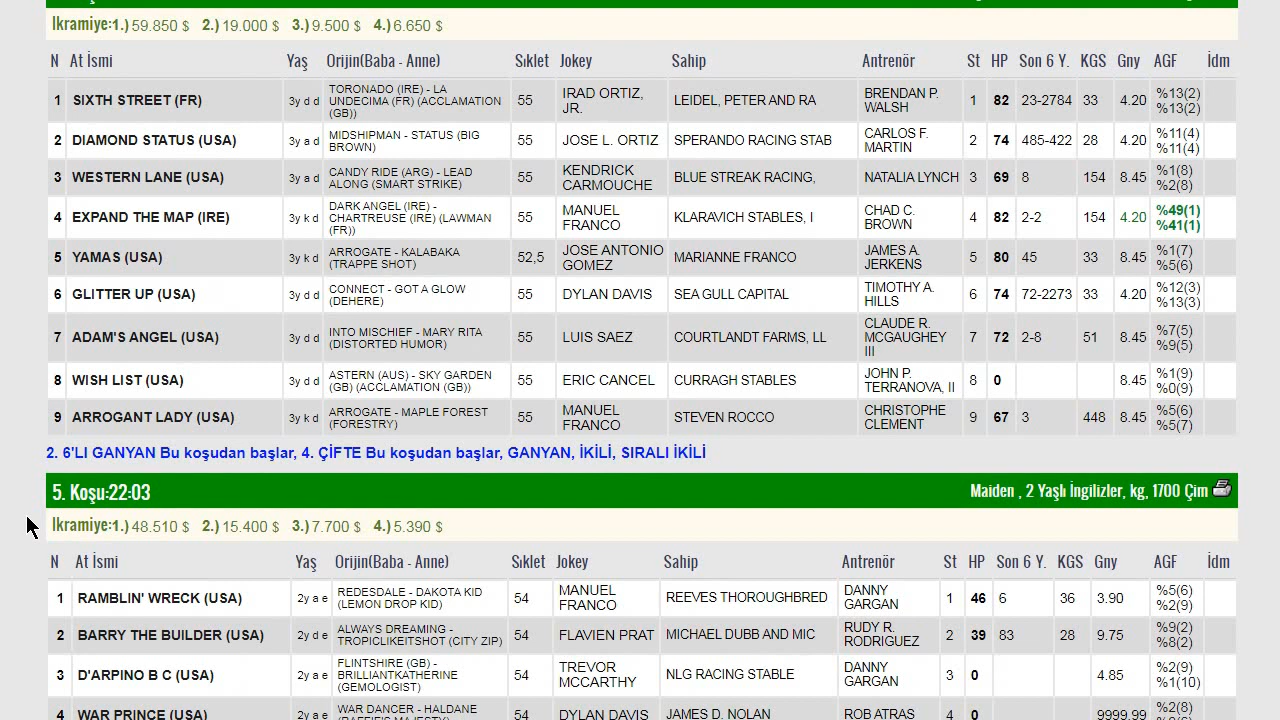 İkramiye:1.) 59.850 $ 2.) 19.000 $ 3.) 9.500 $ 4.) 6.650 $
N At İsmi Yaş Orijin(Baba - Anne) Sıklet Jokey Sahip Antrenör St HP Son 6 Y. KGS Gny AGF İdm
1 SIXTH STREET (FR) 3y d d TORONADO (IRE) - LA UNDECIMA (FR) (ACCLAMATION (GB)) 55 IRAD ORTIZ, JR. LEIDEL, PETER AND RA BRENDAN P. WALSH 1 82 23-2784 33 4.20 %13(2) %13(2)
2 DIAMOND STATUS (USA) 3y a d MIDSHIPMAN - STATUS (BIG BROWN) 55 JOSE L. ORTIZ SPERANDO RACING STAB CARLOS F. MARTIN 2 74 485-422 28 4.20 %11(4) %11(4)
3 WESTERN LANE (USA) 3y a d CANDY RIDE (ARG) - LEAD ALONG (SMART STRIKE) 55 KENDRICK CARMOUCHE BLUE STREAK RACING, NATALIA LYNCH 3 69 8 154 8.45 %1(8) %2(8)
4 EXPAND THE MAP (IRE) 3y k d DARK ANGEL (IRE) - CHARTREUSE (IRE) (LAWMAN (FR)) 55 MANUEL FRANCO KLARAVICH STABLES, I CHAD C. BROWN 4 82 2-2 154 4.20 %49(1) %41(1)
5 YAMAS (USA) 3y k d ARROGATE - KALABAKA (TRAPPE SHOT) 52,5 JOSE ANTONIO GOMEZ MARIANNE FRANCO JAMES A. JERKENS 5 80 45 33 8.45 %1(7) %5(6)
6 GLITTER UP (USA) 3y d d CONNECT - GOT A GLOW (DEHERE) 55 DYLAN DAVIS SEA GULL CAPITAL TIMOTHY A. HILLS 6 74 72-2273 33 4.20 %12(3) %13(3)
7 ADAM'S ANGEL (USA) 3y d d INTO MISCHIEF - MARY RITA (DISTORTED HUMOR) 55 LUIS SAEZ COURTLANDT FARMS, LL CLAUDE R. MCGAUGHEY III 7 72 2-8 51 8.45 %7(5) %9(5)
8 WISH LIST (USA) 3y d d ASTERN (AUS) - SKY GARDEN (GB) (ACCLAMATION (GB)) 55 ERIC CANCEL CURRAGH STABLES JOHN P. TERRANOVA, II 8 0 8.45 %1(9) %0(9)
9 ARROGANT LADY (USA) 3y k d ARROGATE - MAPLE FOREST (FORESTRY) 55 MANUEL FRANCO STEVEN ROCCO CHRISTOPHE CLEMENT 9 67 3 448 8.45 %5(6) %5(7)
2. 6'LI GANYAN Bu koşudan başlar, 4. ÇİFTE Bu koşudan başlar, GANYAN, İKİLİ, SIRALI İKİLİ
5. Koşu:22:03 Maiden , 2 Yaşlı İngilizler, kg, 1700 Çim
İkramiye:1.) 48.510 $ 2.) 15.400 $ 3.) 7.700 $ 4.) 5.390 $
N At İsmi Yaş Orijin(Baba - Anne) Sıklet Jokey Sahip Antrenör St HP Son 6 Y. KGS Gny AGF İdm
1 RAMBLIN' WRECK (USA) 2y a e REDESDALE - DAKOTA KID (LEMON DROP KID) 54 MANUEL FRANCO REEVES THOROUGHBRED DANNY GARGAN 1 46 6 36 3.90 %5(6) %2(9)
2 BARRY THE BUILDER (USA) 2y d e ALWAYS DREAMING - TROPICLIKEITSHOT (CITY ZIP) 54 FLAVIEN PRAT MICHAEL DUBB AND MIC RUDY R. RODRIGUEZ 2 39 83 28 9.75 %9(2) %8(2)
3 D'ARPINO B C (USA) 2y a e FLINTSHIRE (GB) - BRILLIANTKATHERINE (GEMOLOGIST) 54 TREVOR MCCARTHY NLG RACING STABLE DANNY GARGAN 3 0 4.85 %2(9) %1(10)
4 WAR PRINCE (USA) 2y a e WAR DANCER - HALDANE 54 DYLAN DAVIS JAMES D. NOLAN ROB ATRAS 4 0 9999.99 %2(8)